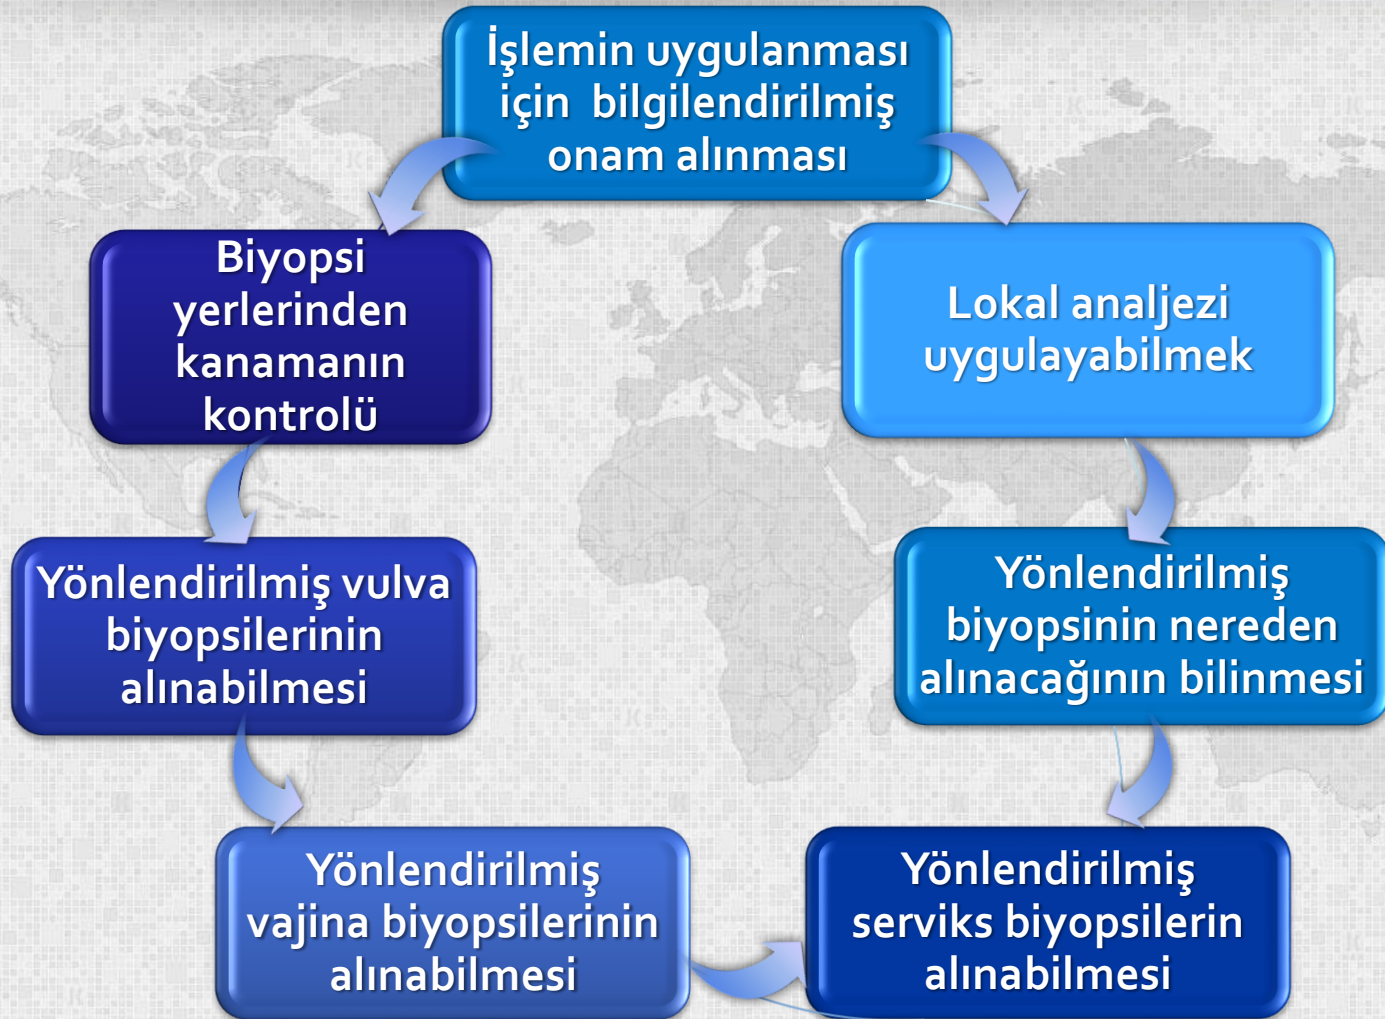 İşlemin uygulanması
için bilgilendirilmiş
onam alınması
Biyopsi
yerlerinden
kanamanın
kontrolü
Lokal analjezi
uygulayabilmek
Yönlendirilmiş vulva
biyopsilerinin
alınabilmesi
Yönlendirilmiş
biyopsinin nereden
alınacağının bilinmesi
Yönlendirilmiş
vajina biyopsilerinin
alınabilmesi
Yönlendirilmiş
serviks biyopsilerin
alınabilmesi